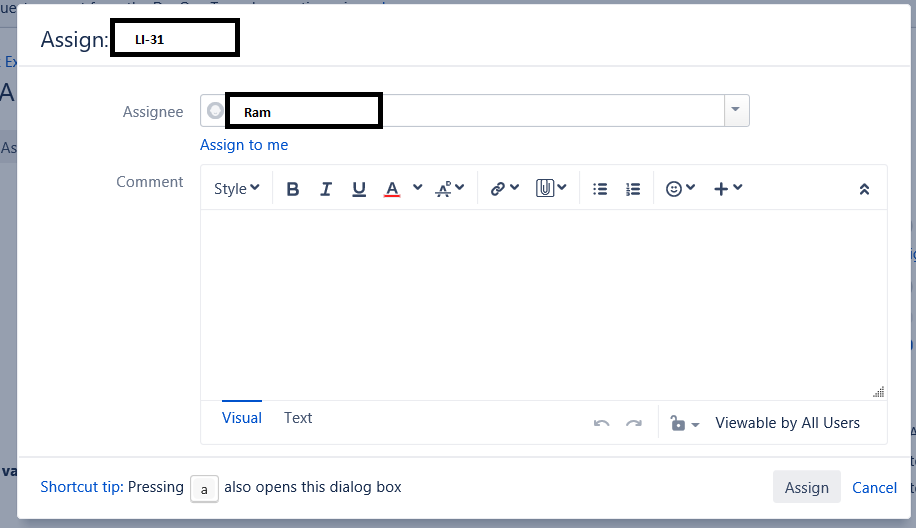 Assign: LI-31
Assignee Ram
Assign to me
Comment
Style B I U A
Visual Text
Viewable by All Users
Shortcut tip: Pressing a also opens this dialog box
Assign Cancel